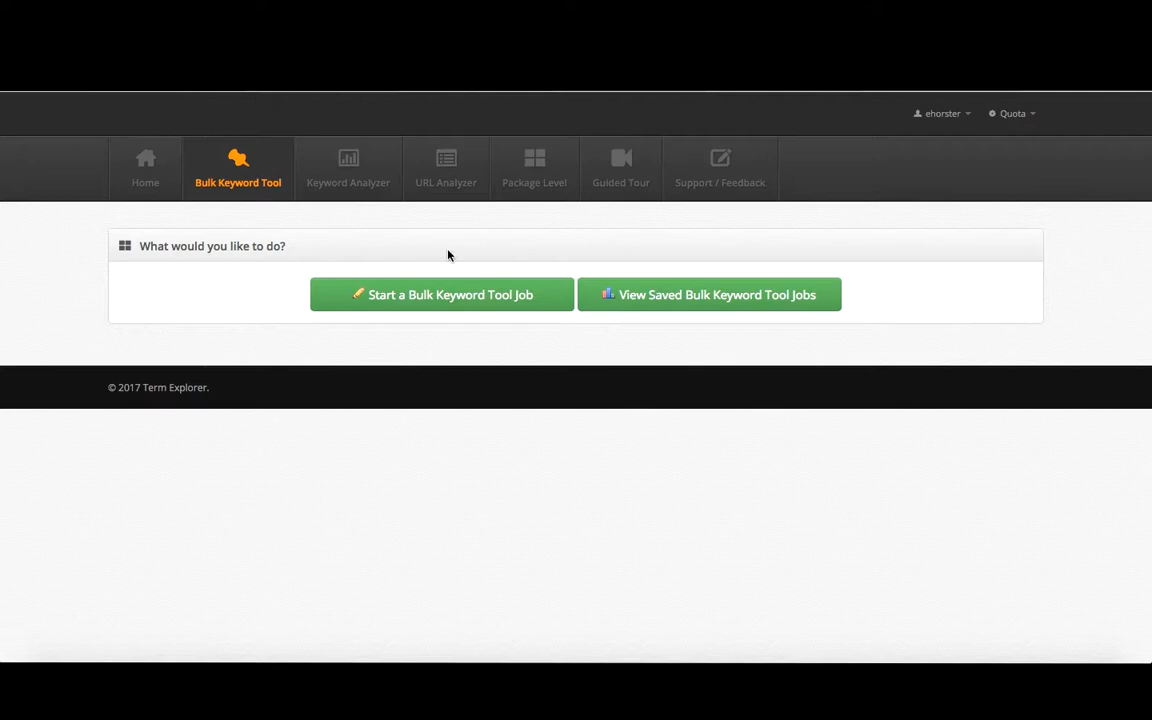 ehorster Quota
Home Bulk Keyword Tool Keyword Analyzer URL Analyzer Package Level Guided Tour Support / Feedback
What would you like to do?
Start a Bulk Keyword Tool Job View Saved Bulk Keyword Tool Jobs
© 2017 Term Explorer.